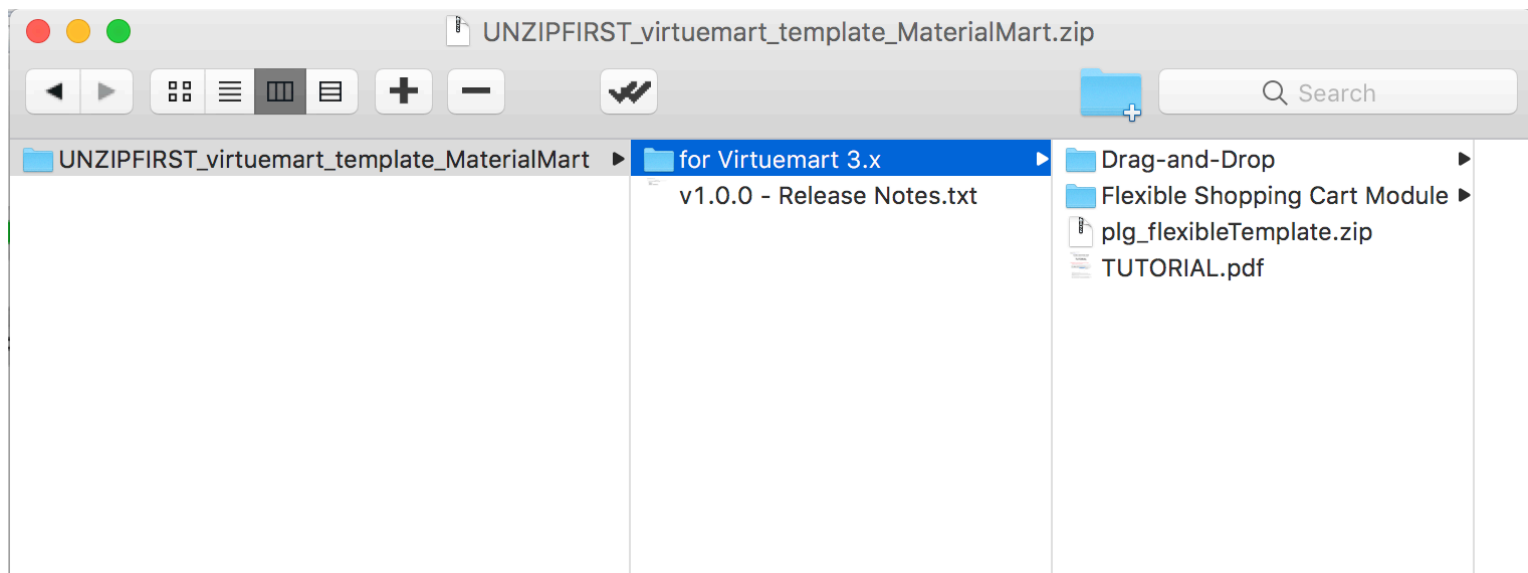 UNZIPFIRST_virtuemart_template_MaterialMart.zip
Search
UNZIPFIRST_virtuemart_template_MaterialMart
for Virtuemart 3.x
v1.0.0 - Release Notes.txt
Drag-and-Drop
Flexible Shopping Cart Module
plg_flexibleTemplate.zip
TUTORIAL.pdf